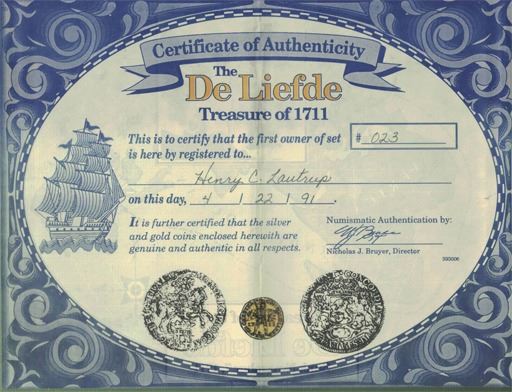 Certificate of Authenticity
The
De Liefde
Treasure of 1711
This is to certify that the first owner of set # 023
is here by registered to...
Henry C. Lautrup
on this day, 4 | 22 | 91.
It is further certified that the silver
and gold coins enclosed herewith are
genuine and authentic in all respects.
Numismatic Authentication by:
Nicholas J. Bruyer, Director